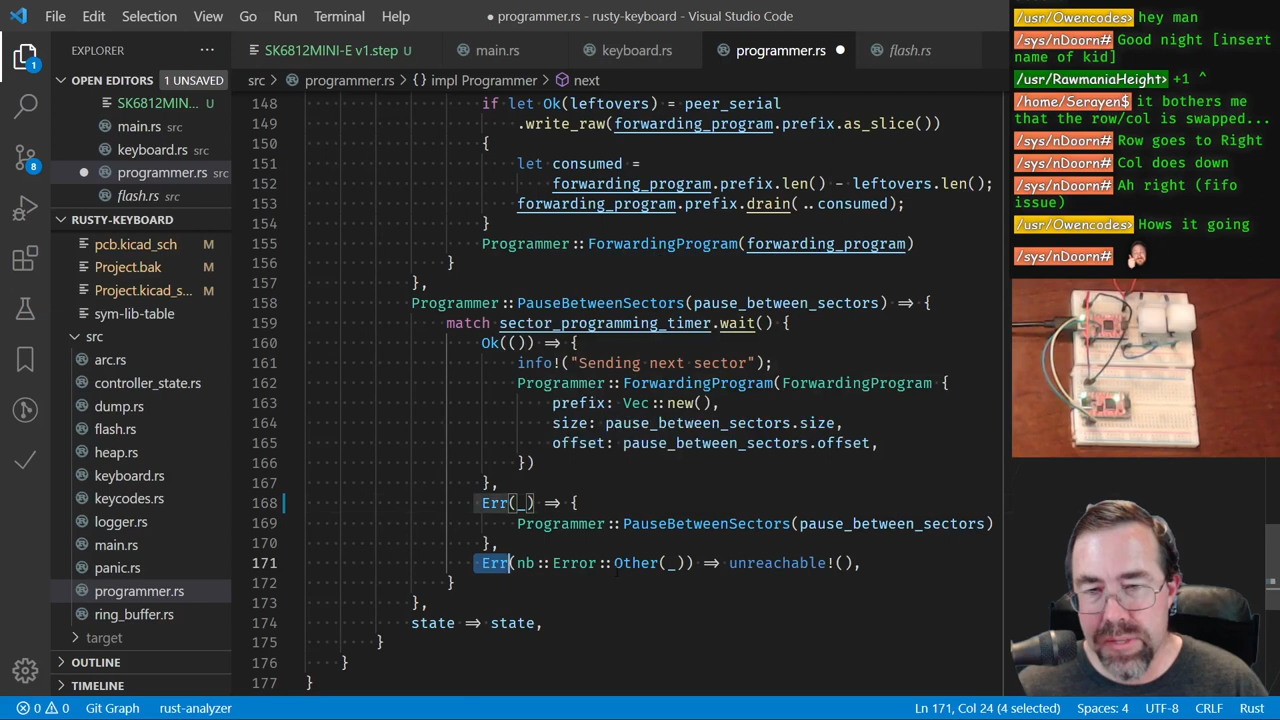 File Edit Selection View Go Run Terminal Help
● programmer.rs - rusty-keyboard - Visual Studio Code
EXPLORER ···
OPEN EDITORS 1 UNSAVED
SK6812MIN... U
main.rs src
keyboard.rs src
● programmer.rs src
flash.rs src
RUSTY-KEYBOARD
pcb.kicad_sch M
Project.bak
Project.kicad_s... M
sym-lib-table
src
arc.rs
controller_state.rs
dump.rs
flash.rs
heap.rs
keyboard.rs
keycodes.rs
logger.rs
main.rs
panic.rs
programmer.rs
ring_buffer.rs
target
OUTLINE
TIMELINE
1
8
SK6812MINI-E v1.step U
main.rs
keyboard.rs
programmer.rs ●
flash.rs
src > programmer.rs > {} impl Programmer > next
148 if let Ok(leftovers) = peer_serial
149 .write_raw(forwarding_program.prefix.as_slice())
150 {
151 let consumed =
152 forwarding_program.prefix.len() - leftovers.len();
153 forwarding_program.prefix.drain(..consumed);
154 }
155 Programmer::ForwardingProgram(forwarding_program)
156 }
157 },
158 Programmer::PauseBetweenSectors(pause_between_sectors) => {
159 match sector_programming_timer.wait() {
160 Ok(()) => {
161 info!("Sending next sector");
162 Programmer::ForwardingProgram(ForwardingProgram {
163 prefix: Vec::new(),
164 size: pause_between_sectors.size,
165 offset: pause_between_sectors.offset,
166 })
167 },
168 Err(_) => {
169 Programmer::PauseBetweenSectors(pause_between_sectors)
170 },
171 Err(nb::Error::Other(_)) => unreachable!(),
172 }
173 },
174 state => state,
175 }
176 }
177 }
/usr/Owencodes> hey man
/sys/nDoorn# Good night [insert
name of kid]
/usr/RawmaniaHeight> +1 ^
/home/Serayen$ it bothers me
that the row/col is swapped...
/sys/nDoorn# Row goes to Right
/sys/nDoorn# Col does down
/sys/nDoorn# Ah right (fifo
issue)
/usr/Owencodes> Hows it going
/sys/nDoorn#
0 0 Git Graph rust-analyzer
Ln 171, Col 24 (4 selected) Spaces: 4 UTF-8 CRLF Rust